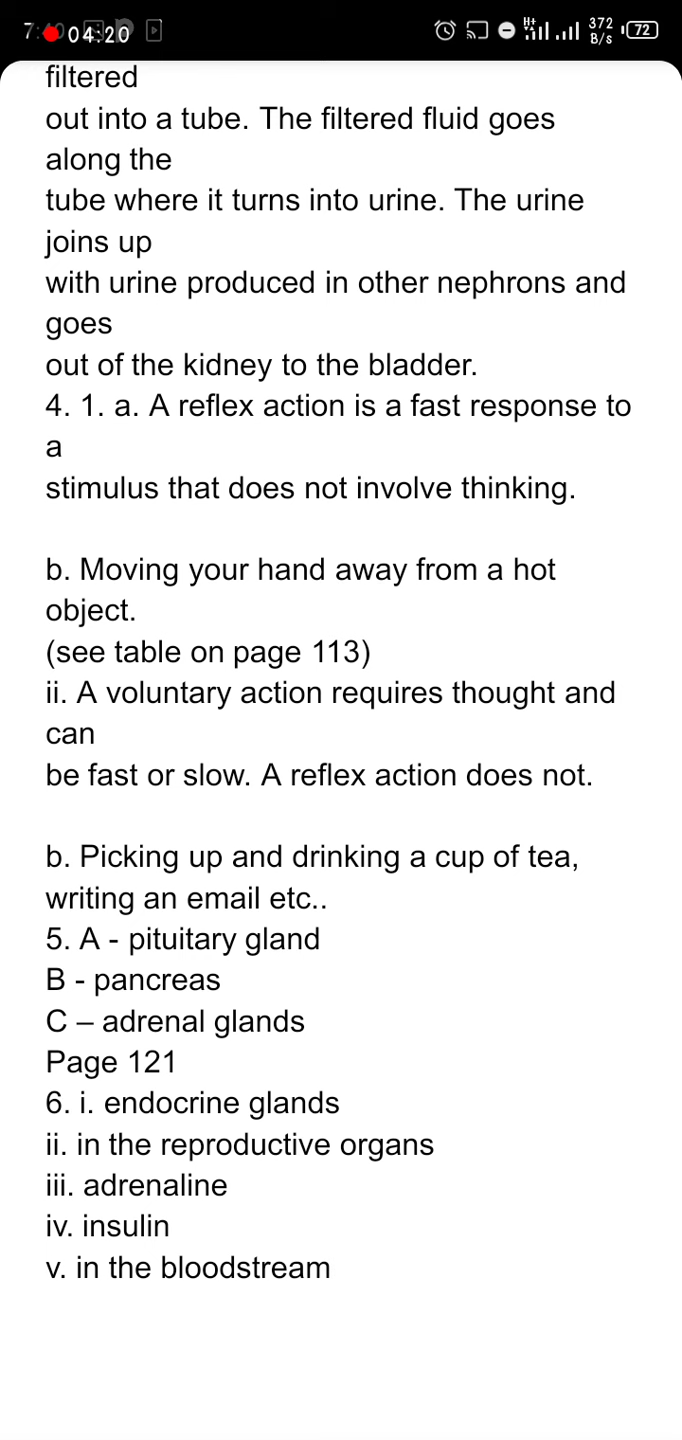 04:20
H+
372
B/s
72
filtered
out into a tube. The filtered fluid goes
along the
tube where it turns into urine. The urine
joins up
with urine produced in other nephrons and
goes
out of the kidney to the bladder.
4. 1. a. A reflex action is a fast response to
a
stimulus that does not involve thinking.
b. Moving your hand away from a hot
object.
(see table on page 113)
ii. A voluntary action requires thought and
can
be fast or slow. A reflex action does not.
b. Picking up and drinking a cup of tea,
writing an email etc..
5. A - pituitary gland
B - pancreas
C – adrenal glands
Page 121
6. i. endocrine glands
ii. in the reproductive organs
iii. adrenaline
iv. insulin
v. in the bloodstream